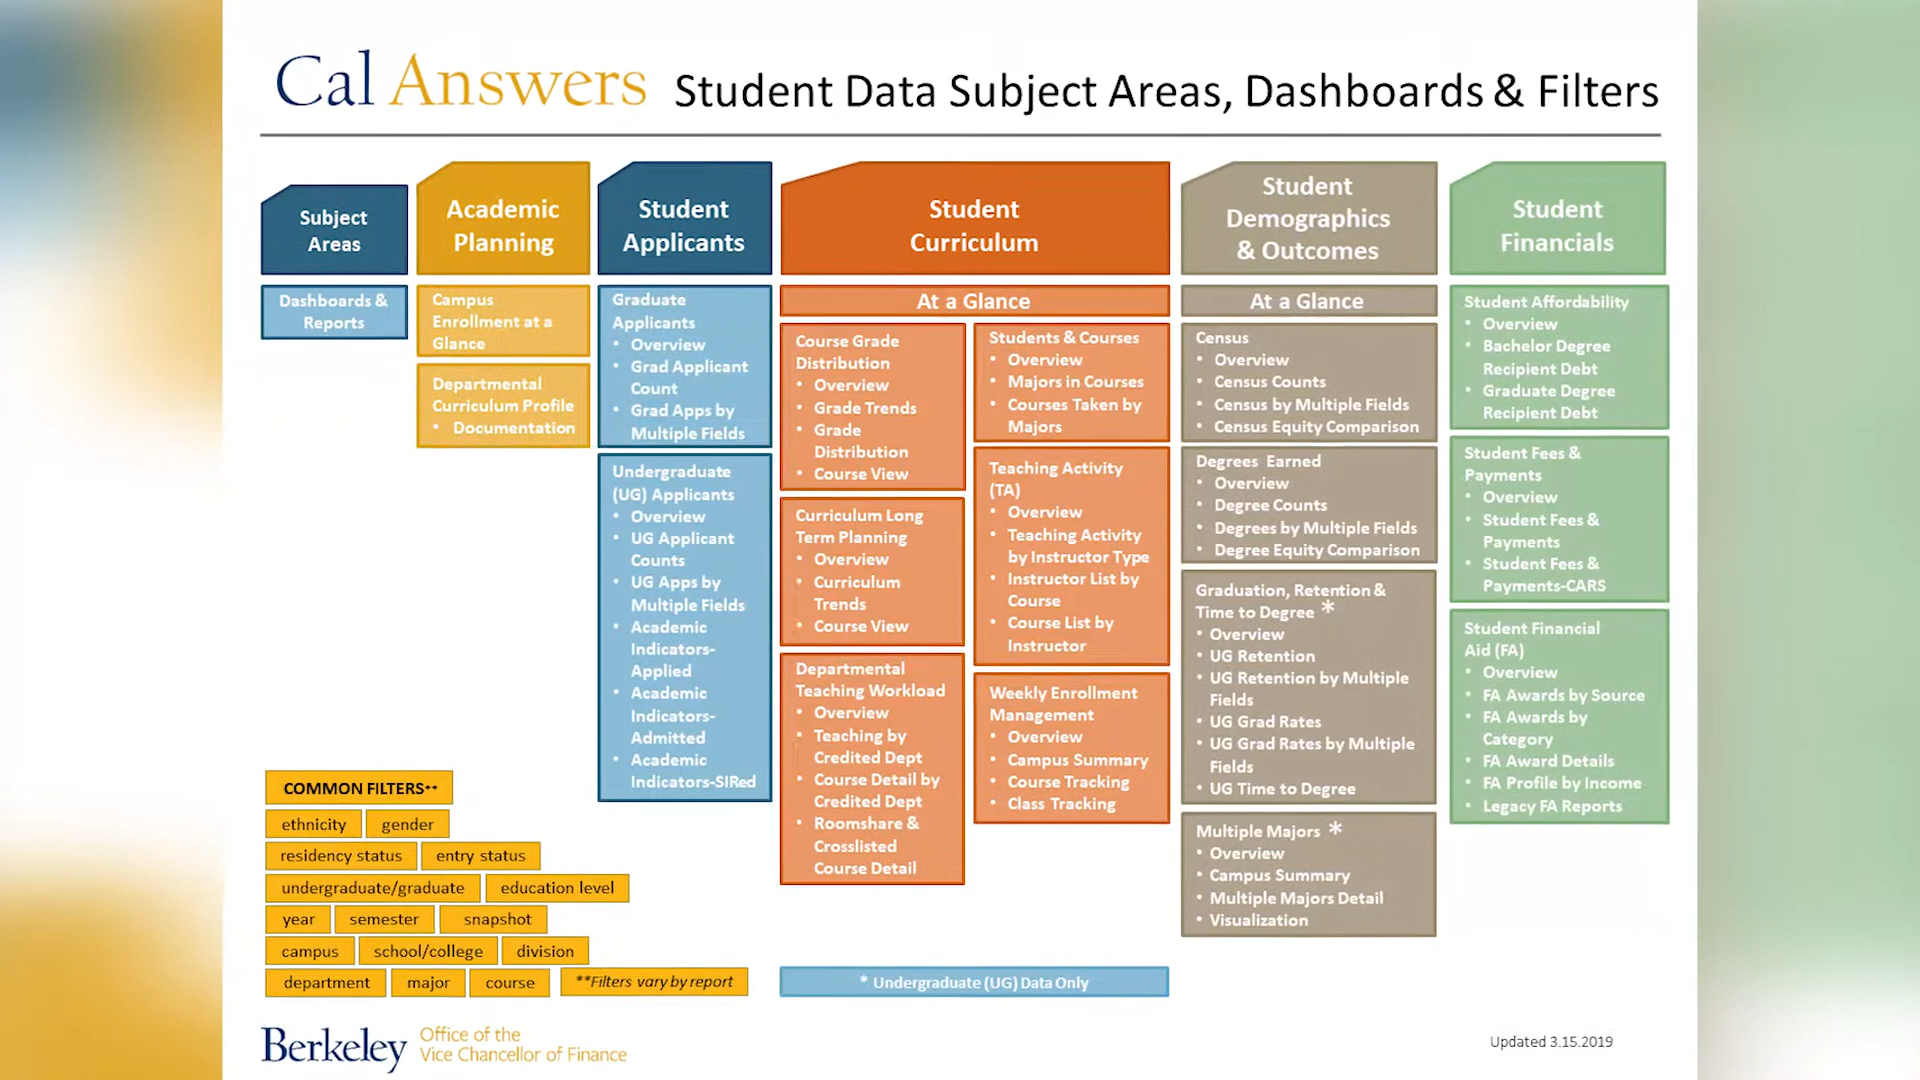 Cal Answers Student Data Subject Areas, Dashboards & Filters
Subject
Areas
Dashboards &
Reports
Academic
Planning
Campus
Enrollment at a
Glance
Departmental
Curriculum Profile
• Documentation
Student
Applicants
Graduate
Applicants
• Overview
• Grad Applicant
Count
• Grad Apps by
Multiple Fields
Undergraduate
(UG) Applicants
• Overview
• UG Applicant
Counts
• UG Apps by
Multiple Fields
• Academic
Indicators-
Applied
• Academic
Indicators-
Admitted
• Academic
Indicators-SIRed
Student
Curriculum
At a Glance
Course Grade
Distribution
• Overview
• Grade Trends
• Grade
Distribution
• Course View
Curriculum Long
Term Planning
• Overview
• Curriculum
Trends
• Course View
Departmental
Teaching Workload
• Overview
• Teaching by
Credited Dept
• Course Detail by
Credited Dept
• Roomshare &
Crosslisted
Course Detail
Students & Courses
• Overview
• Majors in Courses
• Courses Taken by
Majors
Teaching Activity
(TA)
• Overview
• Teaching Activity
by Instructor Type
• Instructor List by
Course
• Course List by
Instructor
Weekly Enrollment
Management
• Overview
• Campus Summary
• Course Tracking
• Class Tracking
Student
Demographics
& Outcomes
At a Glance
Census
• Overview
• Census Counts
• Census by Multiple Fields
• Census Equity Comparison
Degrees Earned
• Overview
• Degree Counts
• Degrees by Multiple Fields
• Degree Equity Comparison
Graduation, Retention &
Time to Degree *
• Overview
• UG Retention
• UG Retention by Multiple
Fields
• UG Grad Rates
• UG Grad Rates by Multiple
Fields
• UG Time to Degree
Multiple Majors *
• Overview
• Campus Summary
• Multiple Majors Detail
• Visualization
Student
Financials
Student Affordability
• Overview
• Bachelor Degree
Recipient Debt
• Graduate Degree
Recipient Debt
Student Fees &
Payments
• Overview
• Student Fees &
Payments
• Student Fees &
Payments-CARS
Student Financial
Aid (FA)
• Overview
• FA Awards by Source
• FA Awards by
Category
• FA Award Details
• FA Profile by Income
• Legacy FA Reports
COMMON FILTERS**
ethnicity gender
residency status entry status
undergraduate/graduate education level
year semester snapshot
campus school/college division
department major course **Filters vary by report
* Undergraduate (UG) Data Only
Berkeley
Office of the
Vice Chancellor of Finance
Updated 3.15.2019